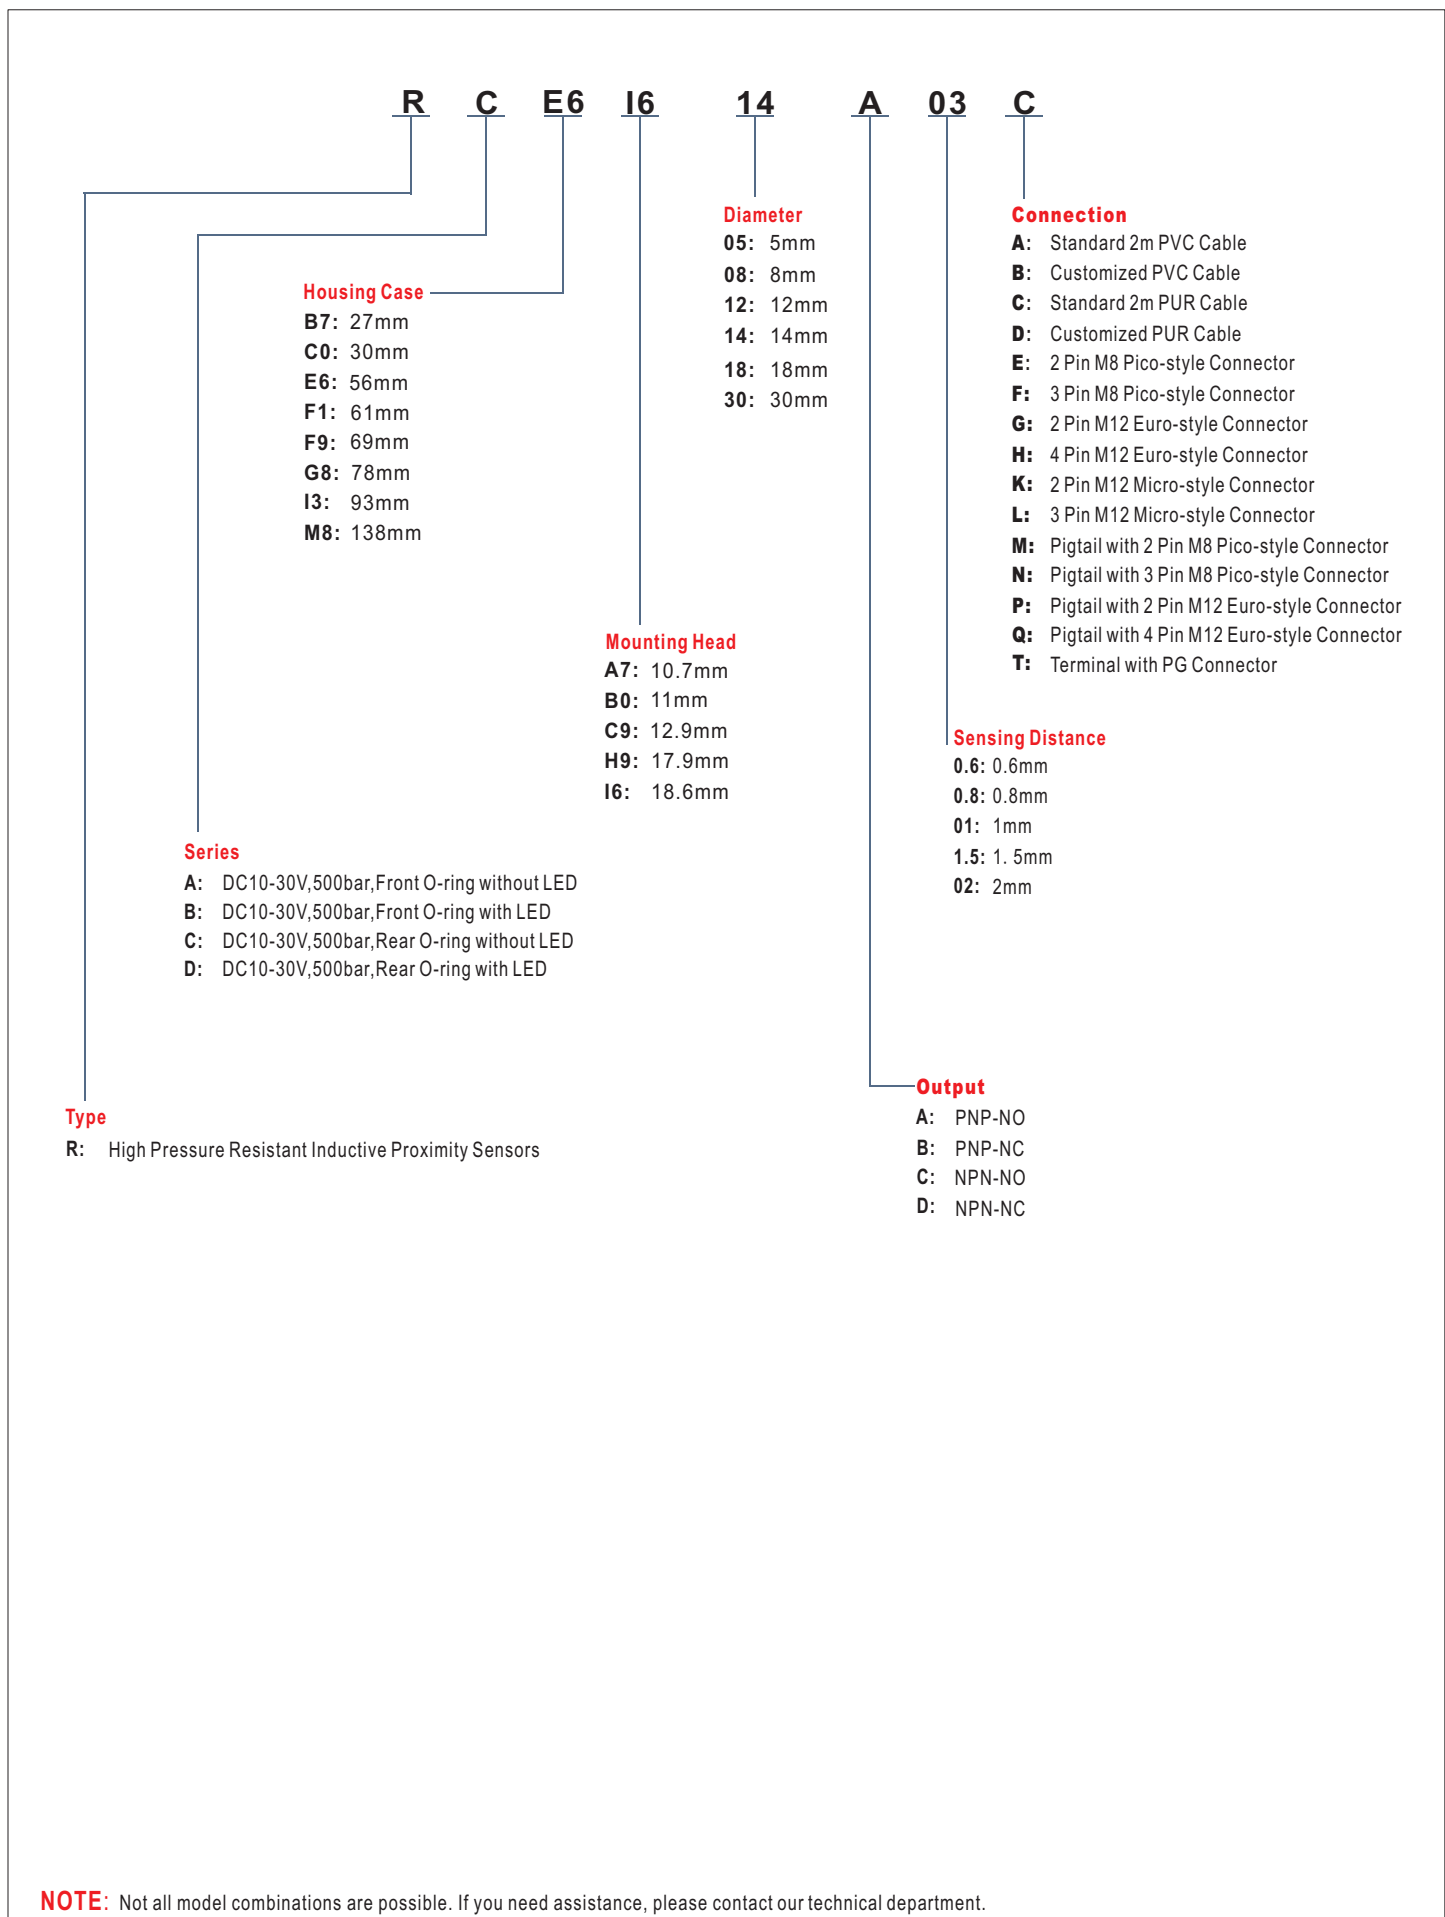 R C E6 I6 14 A 03 C
Diameter
05: 5mm
08: 8mm
12: 12mm
14: 14mm
18: 18mm
30: 30mm
Connection
A: Standard 2m PVC Cable
B: Customized PVC Cable
C: Standard 2m PUR Cable
D: Customized PUR Cable
E: 2 Pin M8 Pico-style Connector
F: 3 Pin M8 Pico-style Connector
G: 2 Pin M12 Euro-style Connector
H: 4 Pin M12 Euro-style Connector
K: 2 Pin M12 Micro-style Connector
L: 3 Pin M12 Micro-style Connector
M: Pigtail with 2 Pin M8 Pico-style Connector
N: Pigtail with 3 Pin M8 Pico-style Connector
P: Pigtail with 2 Pin M12 Euro-style Connector
Q: Pigtail with 4 Pin M12 Euro-style Connector
T: Terminal with PG Connector
Housing Case
B7: 27mm
C0: 30mm
E6: 56mm
F1: 61mm
F9: 69mm
G8: 78mm
I3: 93mm
M8: 138mm
Mounting Head
A7: 10.7mm
B0: 11mm
C9: 12.9mm
H9: 17.9mm
I6: 18.6mm
Sensing Distance
0.6: 0.6mm
0.8: 0.8mm
01: 1mm
1.5: 1. 5mm
02: 2mm
Series
A: DC10-30V,500bar,Front O-ring without LED
B: DC10-30V,500bar,Front O-ring with LED
C: DC10-30V,500bar,Rear O-ring without LED
D: DC10-30V,500bar,Rear O-ring with LED
Output
A: PNP-NO
B: PNP-NC
C: NPN-NO
D: NPN-NC
Type
R: High Pressure Resistant Inductive Proximity Sensors
NOTE: Not all model combinations are possible. If you need assistance, please contact our technical department.